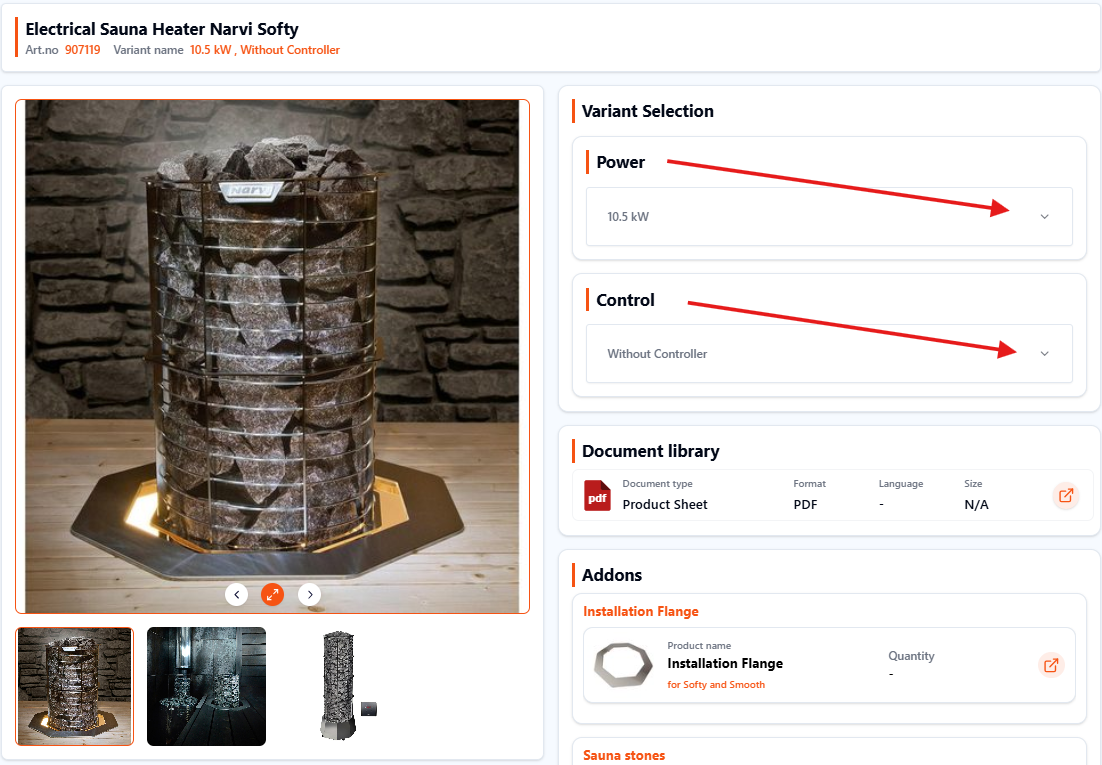 Electrical Sauna Heater Narvi Softy
Art.no 907119 Variant name 10.5 kW , Without Controller
narvi
Variant Selection
Power
10.5 kW
Control
Without Controller
Document library
pdf
Document type Format Language Size
Product Sheet PDF - N/A
Addons
Installation Flange
Product name
Installation Flange
for Softy and Smooth
Quantity
-
Sauna stones